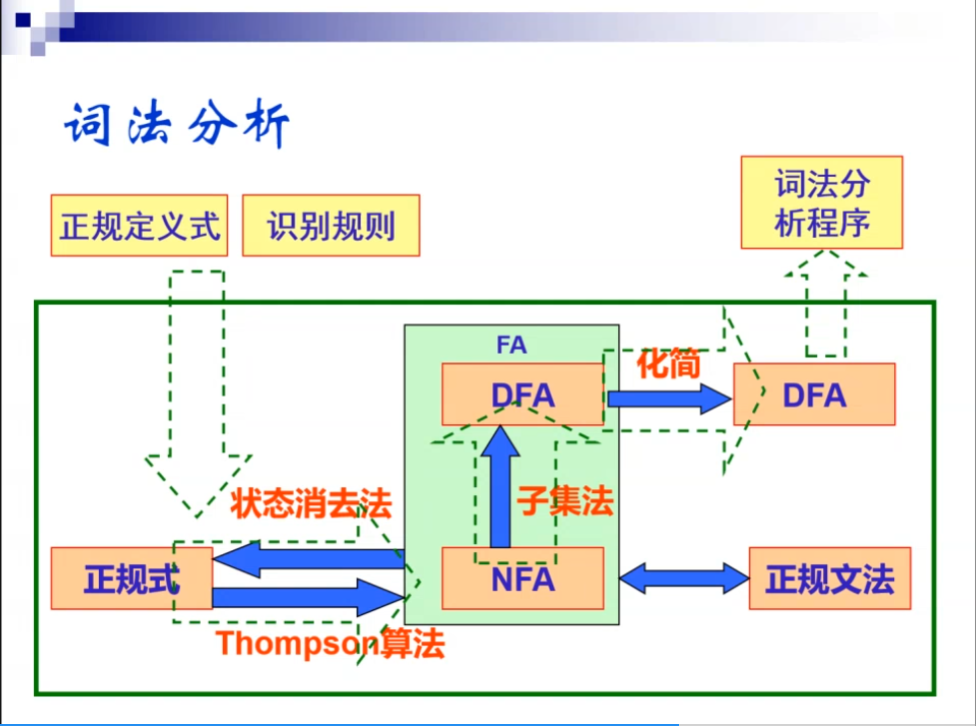 词法分析
正规定义式
识别规则
词法分
析程序
FA
DFA
化简
DFA
状态消去法
子集法
正规式
NFA
正规文法
Thompson算法